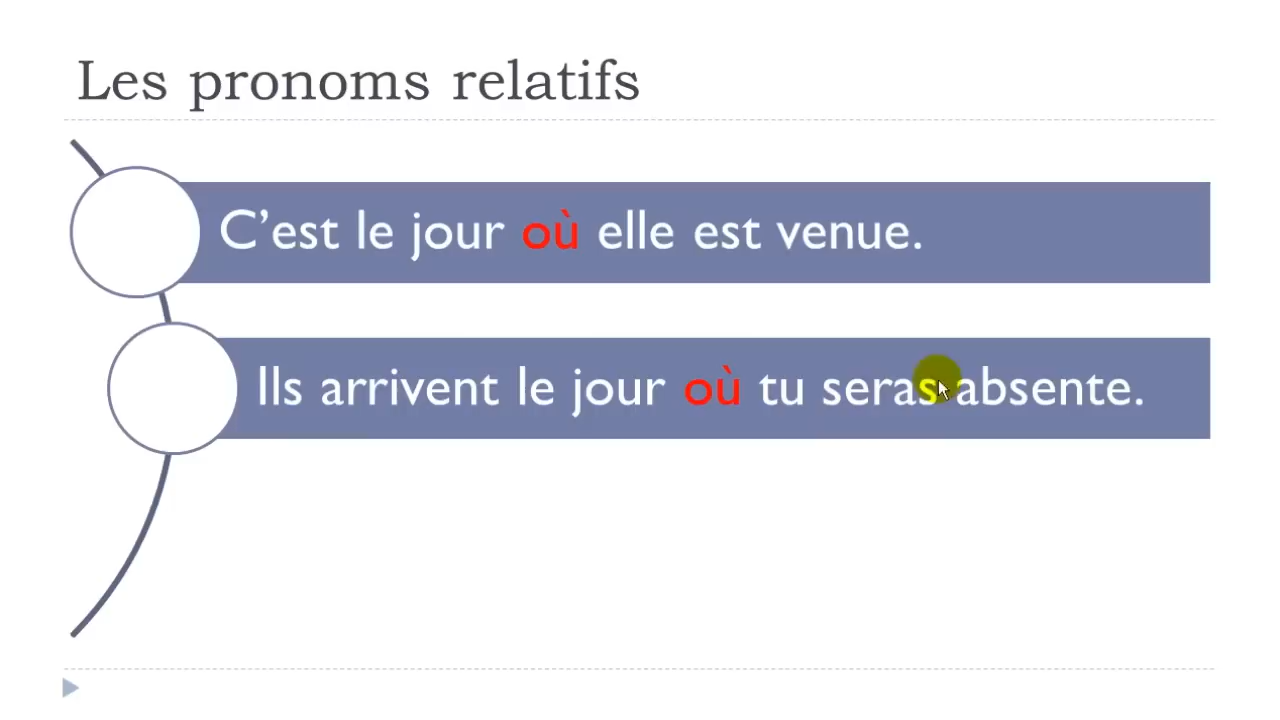 Les pronoms relatifs
C’est le jour où elle est venue.
Ils arrivent le jour où tu seras absente.